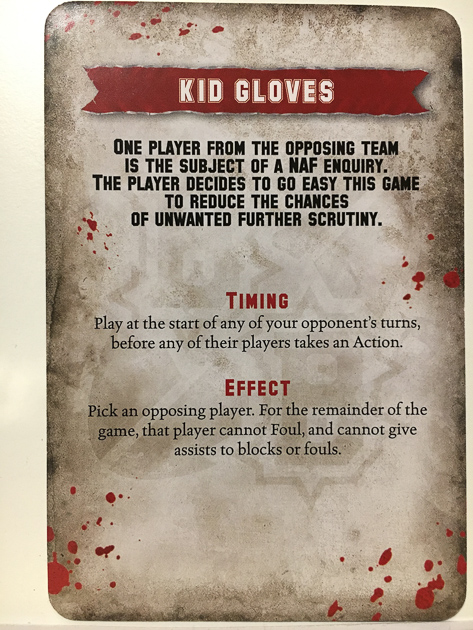 KID GLOVES
ONE PLAYER FROM THE OPPOSING TEAM
IS THE SUBJECT OF A NAF ENQUIRY.
THE PLAYER DECIDES TO GO EASY THIS GAME
TO REDUCE THE CHANCES
OF UNWANTED FURTHER SCRUTINY.
TIMING
Play at the start of any of your opponent's turns,
before any of their players takes an Action.
EFFECT
Pick an opposing player. For the remainder of the
game, that player cannot Foul, and cannot give
assists to blocks or fouls.